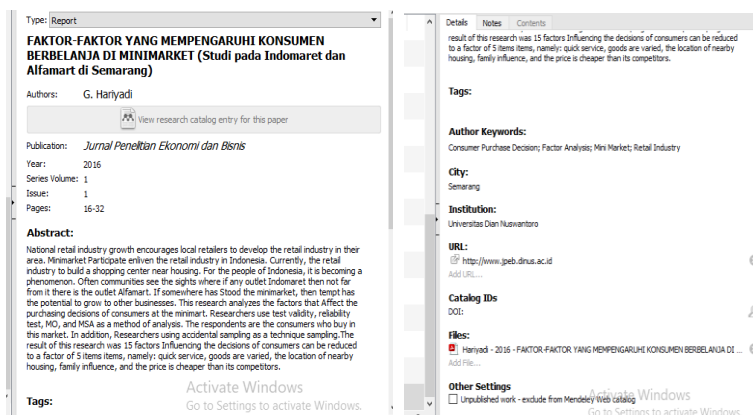 Type: Report
FAKTOR-FAKTOR YANG MEMPENGARUHI KONSUMEN
BERBELANJA DI MINIMARKET (Studi pada Indomaret dan
Alfamart di Semarang)
Authors: G. Hariyadi
View research catalog entry for this paper
Publication: Jurnal Penelitian Ekonomi dan Bisnis
Year: 2016
Series Volume: 1
Issue: 1
Pages: 16-32
Abstract:
National retail industry growth encourages local retailers to develop the retail industry in their
area. Minimarket Participate enliven the retail industry in Indonesia. Currently, the retail
industry to build a shopping center near housing. For the people of Indonesia, it is becoming a
phenomenon. Often communities see the sights where if any outlet Indomaret then not far
from it there is the outlet Alfamart. If somewhere has Stood the minimarket, then tempt has
the potential to grow to other businesses. This research analyzes the factors that Affect the
purchasing decisions of consumers at the minimart. Researchers use test validity, reliability
test, MO, and MSA as a method of analysis. The respondents are the consumers who buy in
this market. In addition, Researchers using accidental sampling as a technique sampling.The
result of this research was 15 factors Influencing the decisions of consumers can be reduced
to a factor of 5 items items, namely: quick service, goods are varied, the location of nearby
housing, family influence, and the price is cheaper than its competitors.
Tags:
Activate Windows
Go to Settings to activate Windows.
Details Notes Contents
result of this research was 15 factors Influencing the decisions of consumers can be reduced
to a factor of 5 items items, namely: quick service, goods are varied, the location of nearby
housing, family influence, and the price is cheaper than its competitors.
Tags:
Author Keywords:
Consumer Purchase Decision; Factor Analysis; Mini Market; Retail Industry
City:
Semarang
Institution:
Universitas Dian Nuswantoro
URL:
http://www.jpeb.dinus.ac.id
Add URL...
Catalog IDs
DOI:
Files:
Hariyadi - 2016 - FAKTOR-FAKTOR YANG MEMPENGARUHI KONSUMEN BERBELANJA DI ...
Add File...
Other Settings
Unpublished work - exclude from Mendeley Web catalog
Activate Windows
Go to Settings to activate Windows